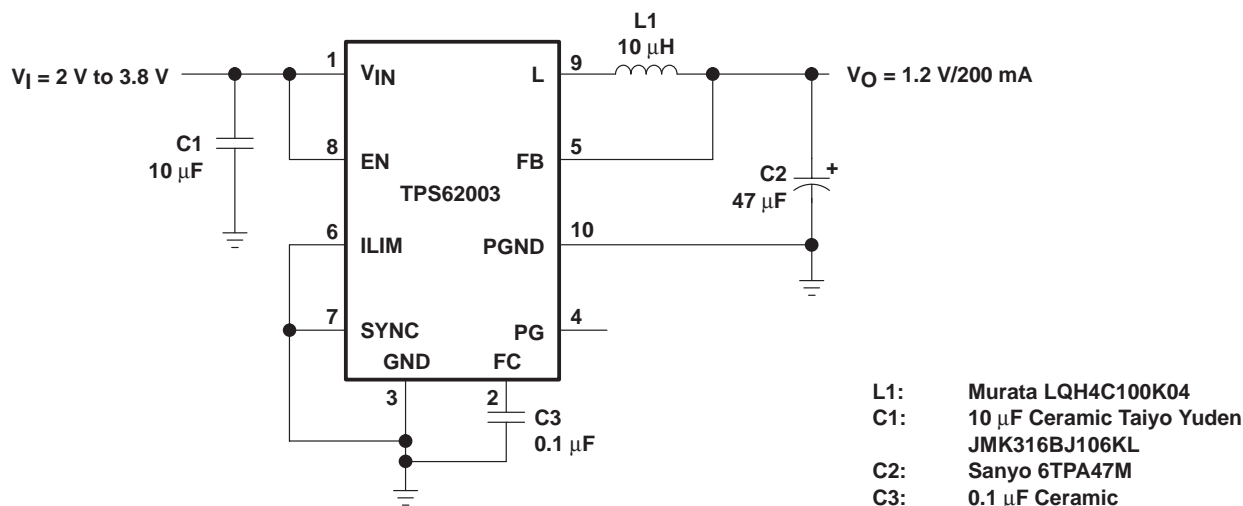 L1
10 μH
VI = 2 V to 3.8 V
1
VIN
L
9
VO = 1.2 V/200 mA
C1
10 μF
8
EN
FB
5
TPS62003
C2
47 μF
+
6
ILIM
PGND
10
7
SYNC
PG
4
GND
FC
3
2
C3
0.1 μF
L1: Murata LQH4C100K04
C1: 10 μF Ceramic Taiyo Yuden
JMK316BJ106KL
C2: Sanyo 6TPA47M
C3: 0.1 μF Ceramic